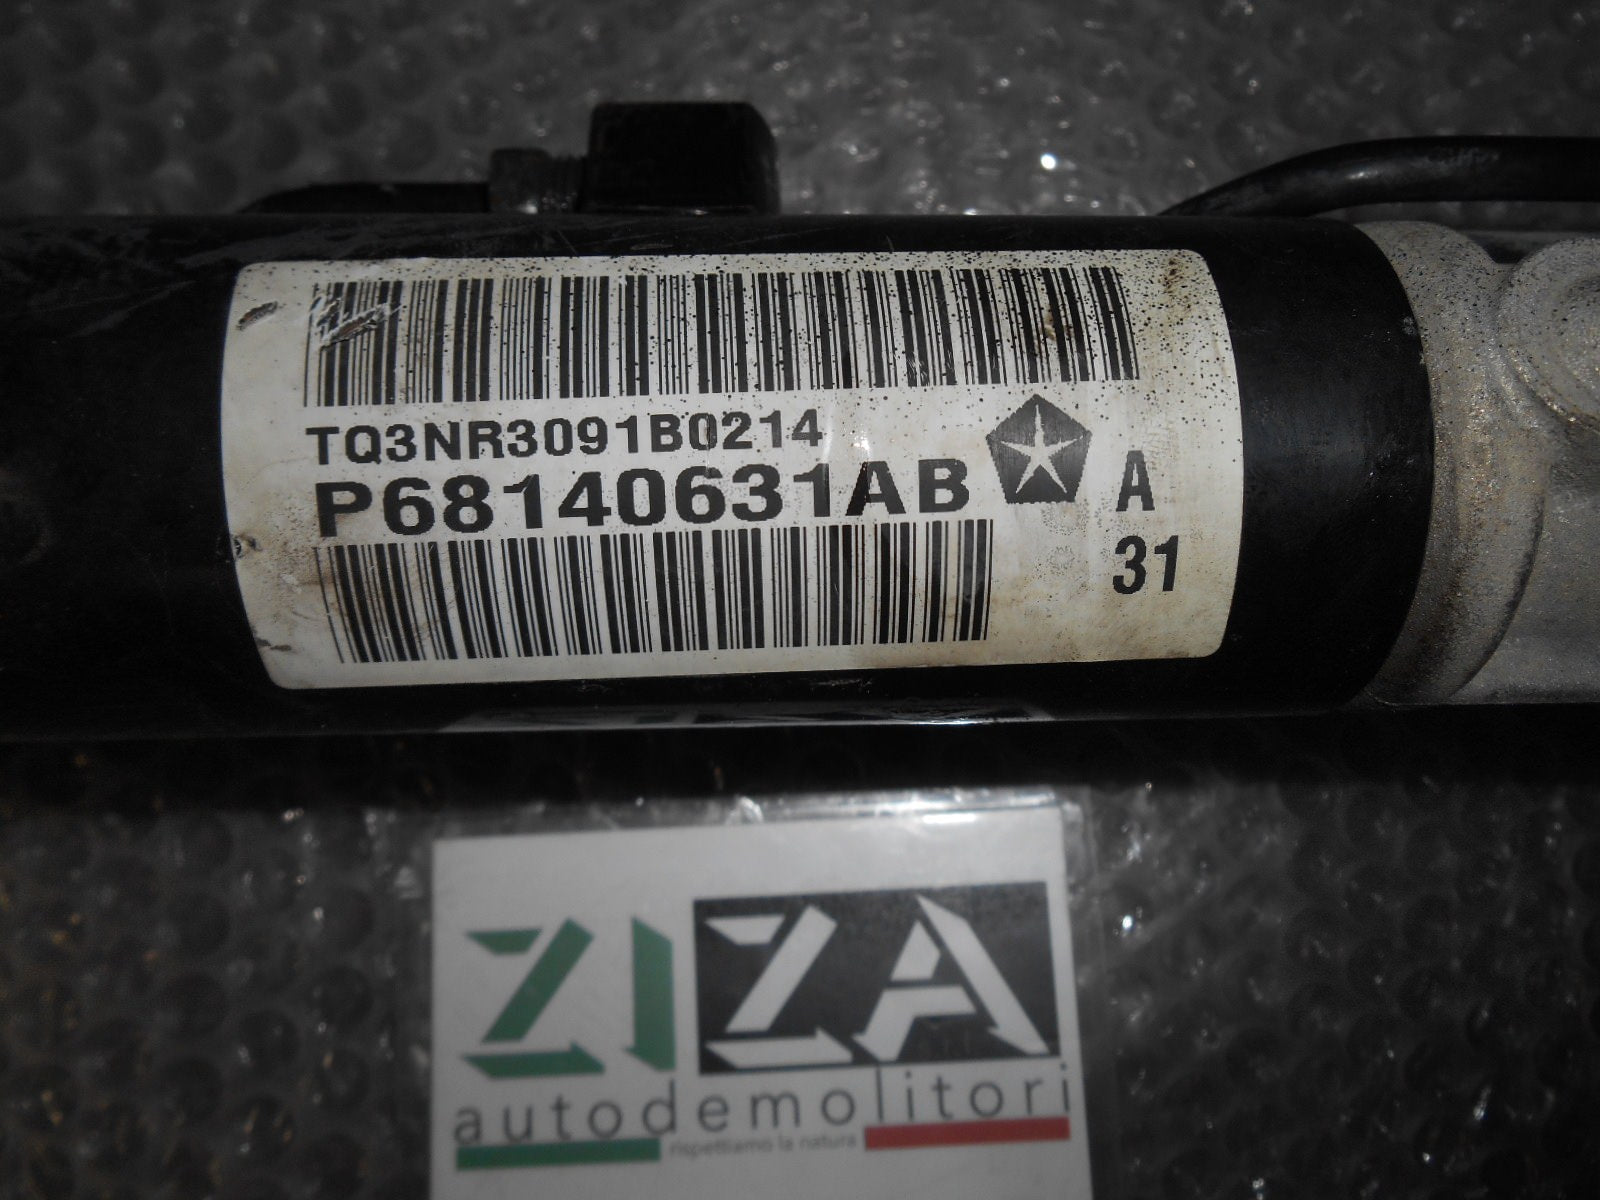 TQ3NR3091B0214
P68140631AB
A
31
ZIZA
autodemolitori
rispettiamo la natura